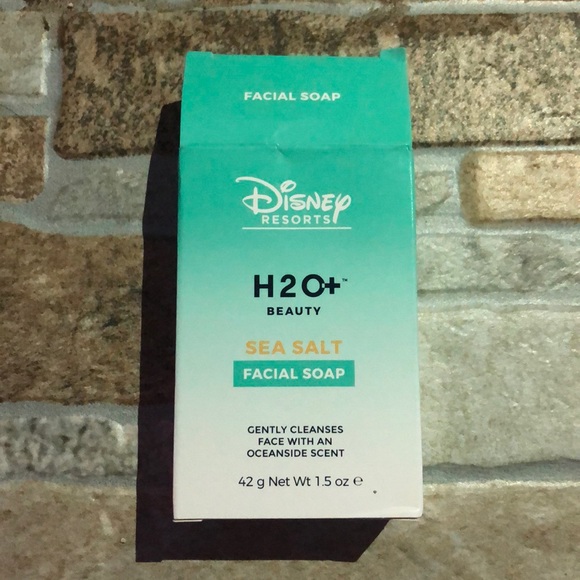 FACIAL SOAP
Disney
RESORTS
H2O+™
BEAUTY
SEA SALT
FACIAL SOAP
GENTLY CLEANSES
FACE WITH AN
OCEANSIDE SCENT
42 g Net Wt 1.5 oz ℮